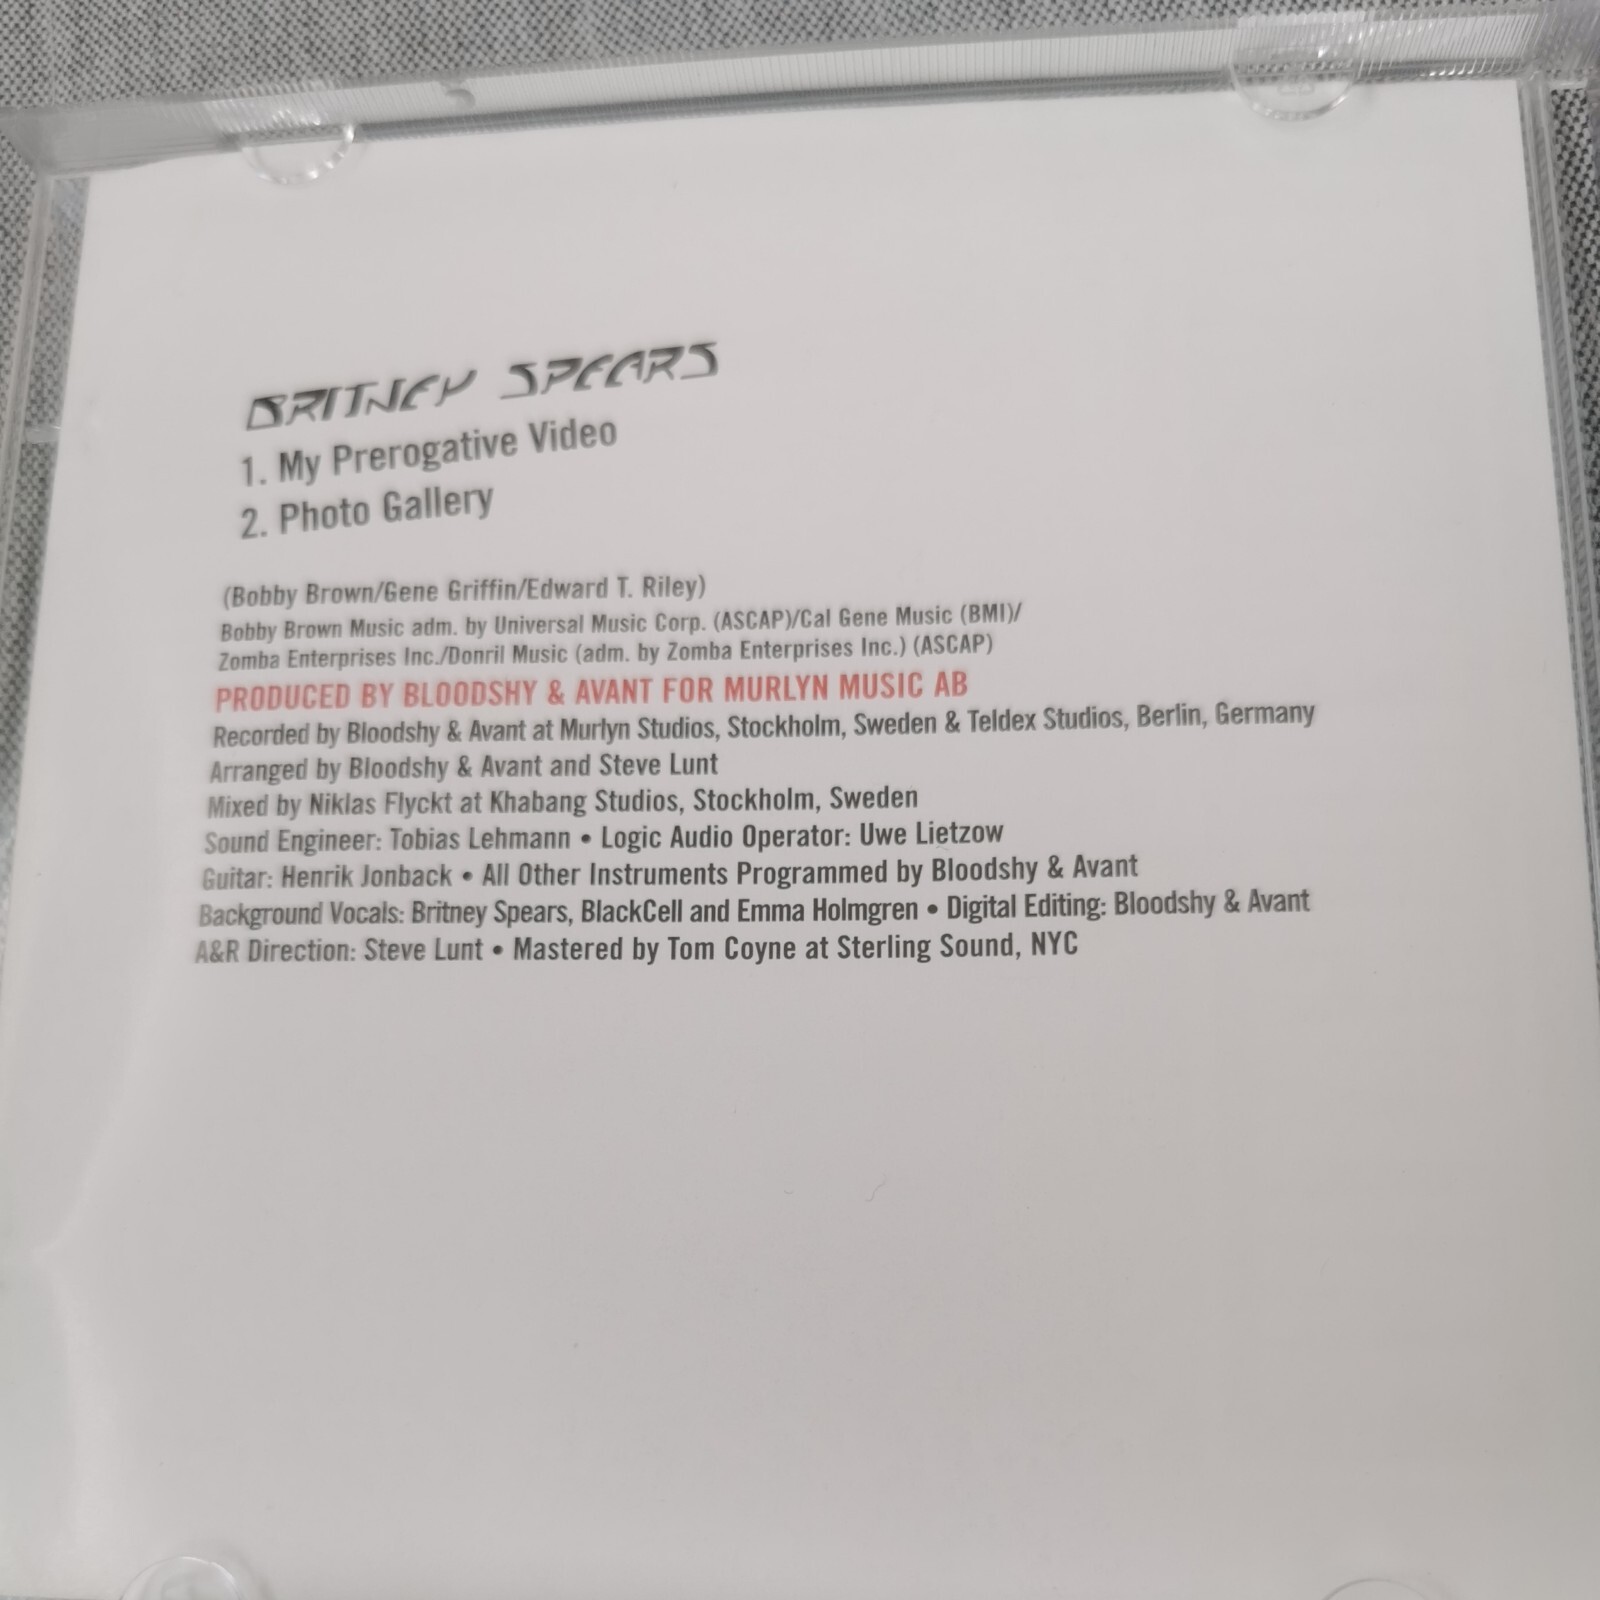 BRITNEY SPEARS
1. My Prerogative Video
2. Photo Gallery
(Bobby Brown/Gene Griffin/Edward T. Riley)
Bobby Brown Music adm. by Universal Music Corp. (ASCAP)/Cal Gene Music (BMI)/
Zomba Enterprises Inc./Donril Music (adm. by Zomba Enterprises Inc.) (ASCAP)
PRODUCED BY BLOODSHY & AVANT FOR MURLYN MUSIC AB
Recorded by Bloodshy & Avant at Murlyn Studios, Stockholm, Sweden & Teldex Studios, Berlin, Germany
Arranged by Bloodshy & Avant and Steve Lunt
Mixed by Niklas Flyckt at Khabang Studios, Stockholm, Sweden
Sound Engineer: Tobias Lehmann • Logic Audio Operator: Uwe Lietzow
Guitar: Henrik Jonback • All Other Instruments Programmed by Bloodshy & Avant
Background Vocals: Britney Spears, BlackCell and Emma Holmgren • Digital Editing: Bloodshy & Avant
A&R Direction: Steve Lunt • Mastered by Tom Coyne at Sterling Sound, NYC